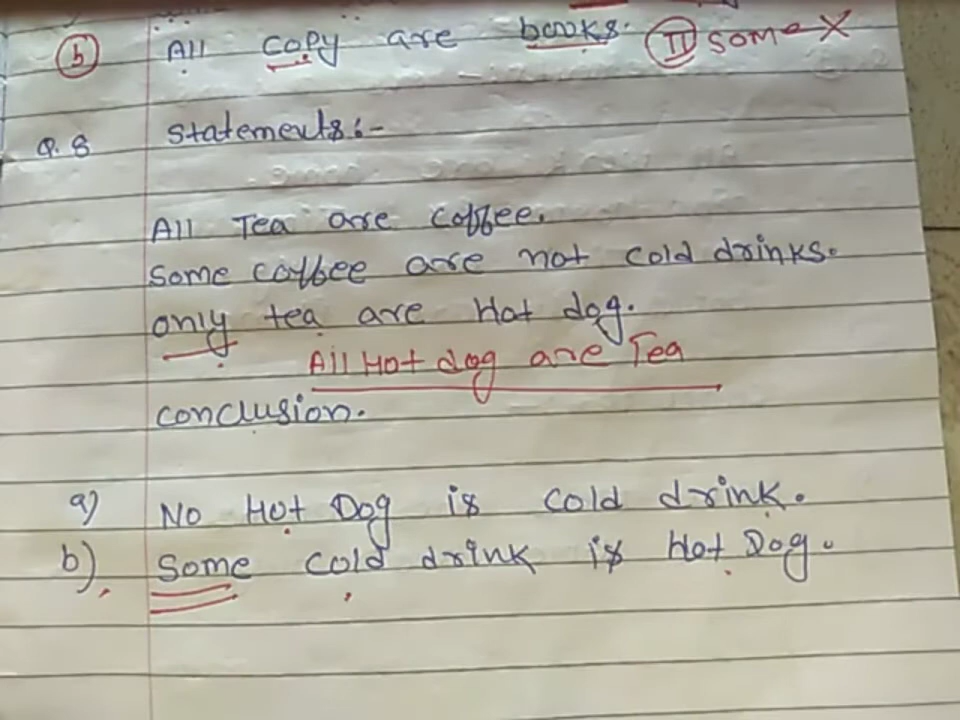 (b) All copy are books. (II) some X
Q.8 Statements:-
All Tea are coffee.
Some coffee are not cold drinks.
only tea are Hot dog.
All Hot dog are Tea
conclusion.
a) No Hot Dog is cold drink.
b) Some cold drink is Hot Dog.